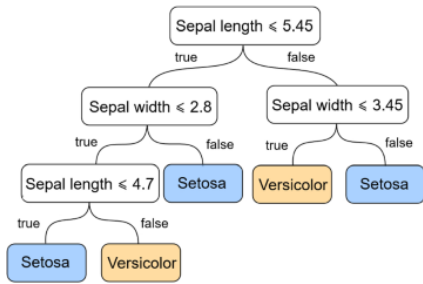 Sepal length ⩽ 5.45
true
false
Sepal width ⩽ 2.8
Sepal width ⩽ 3.45
true
false
true
false
Sepal length ⩽ 4.7
Setosa
Versicolor
Setosa
true
false
Setosa
Versicolor